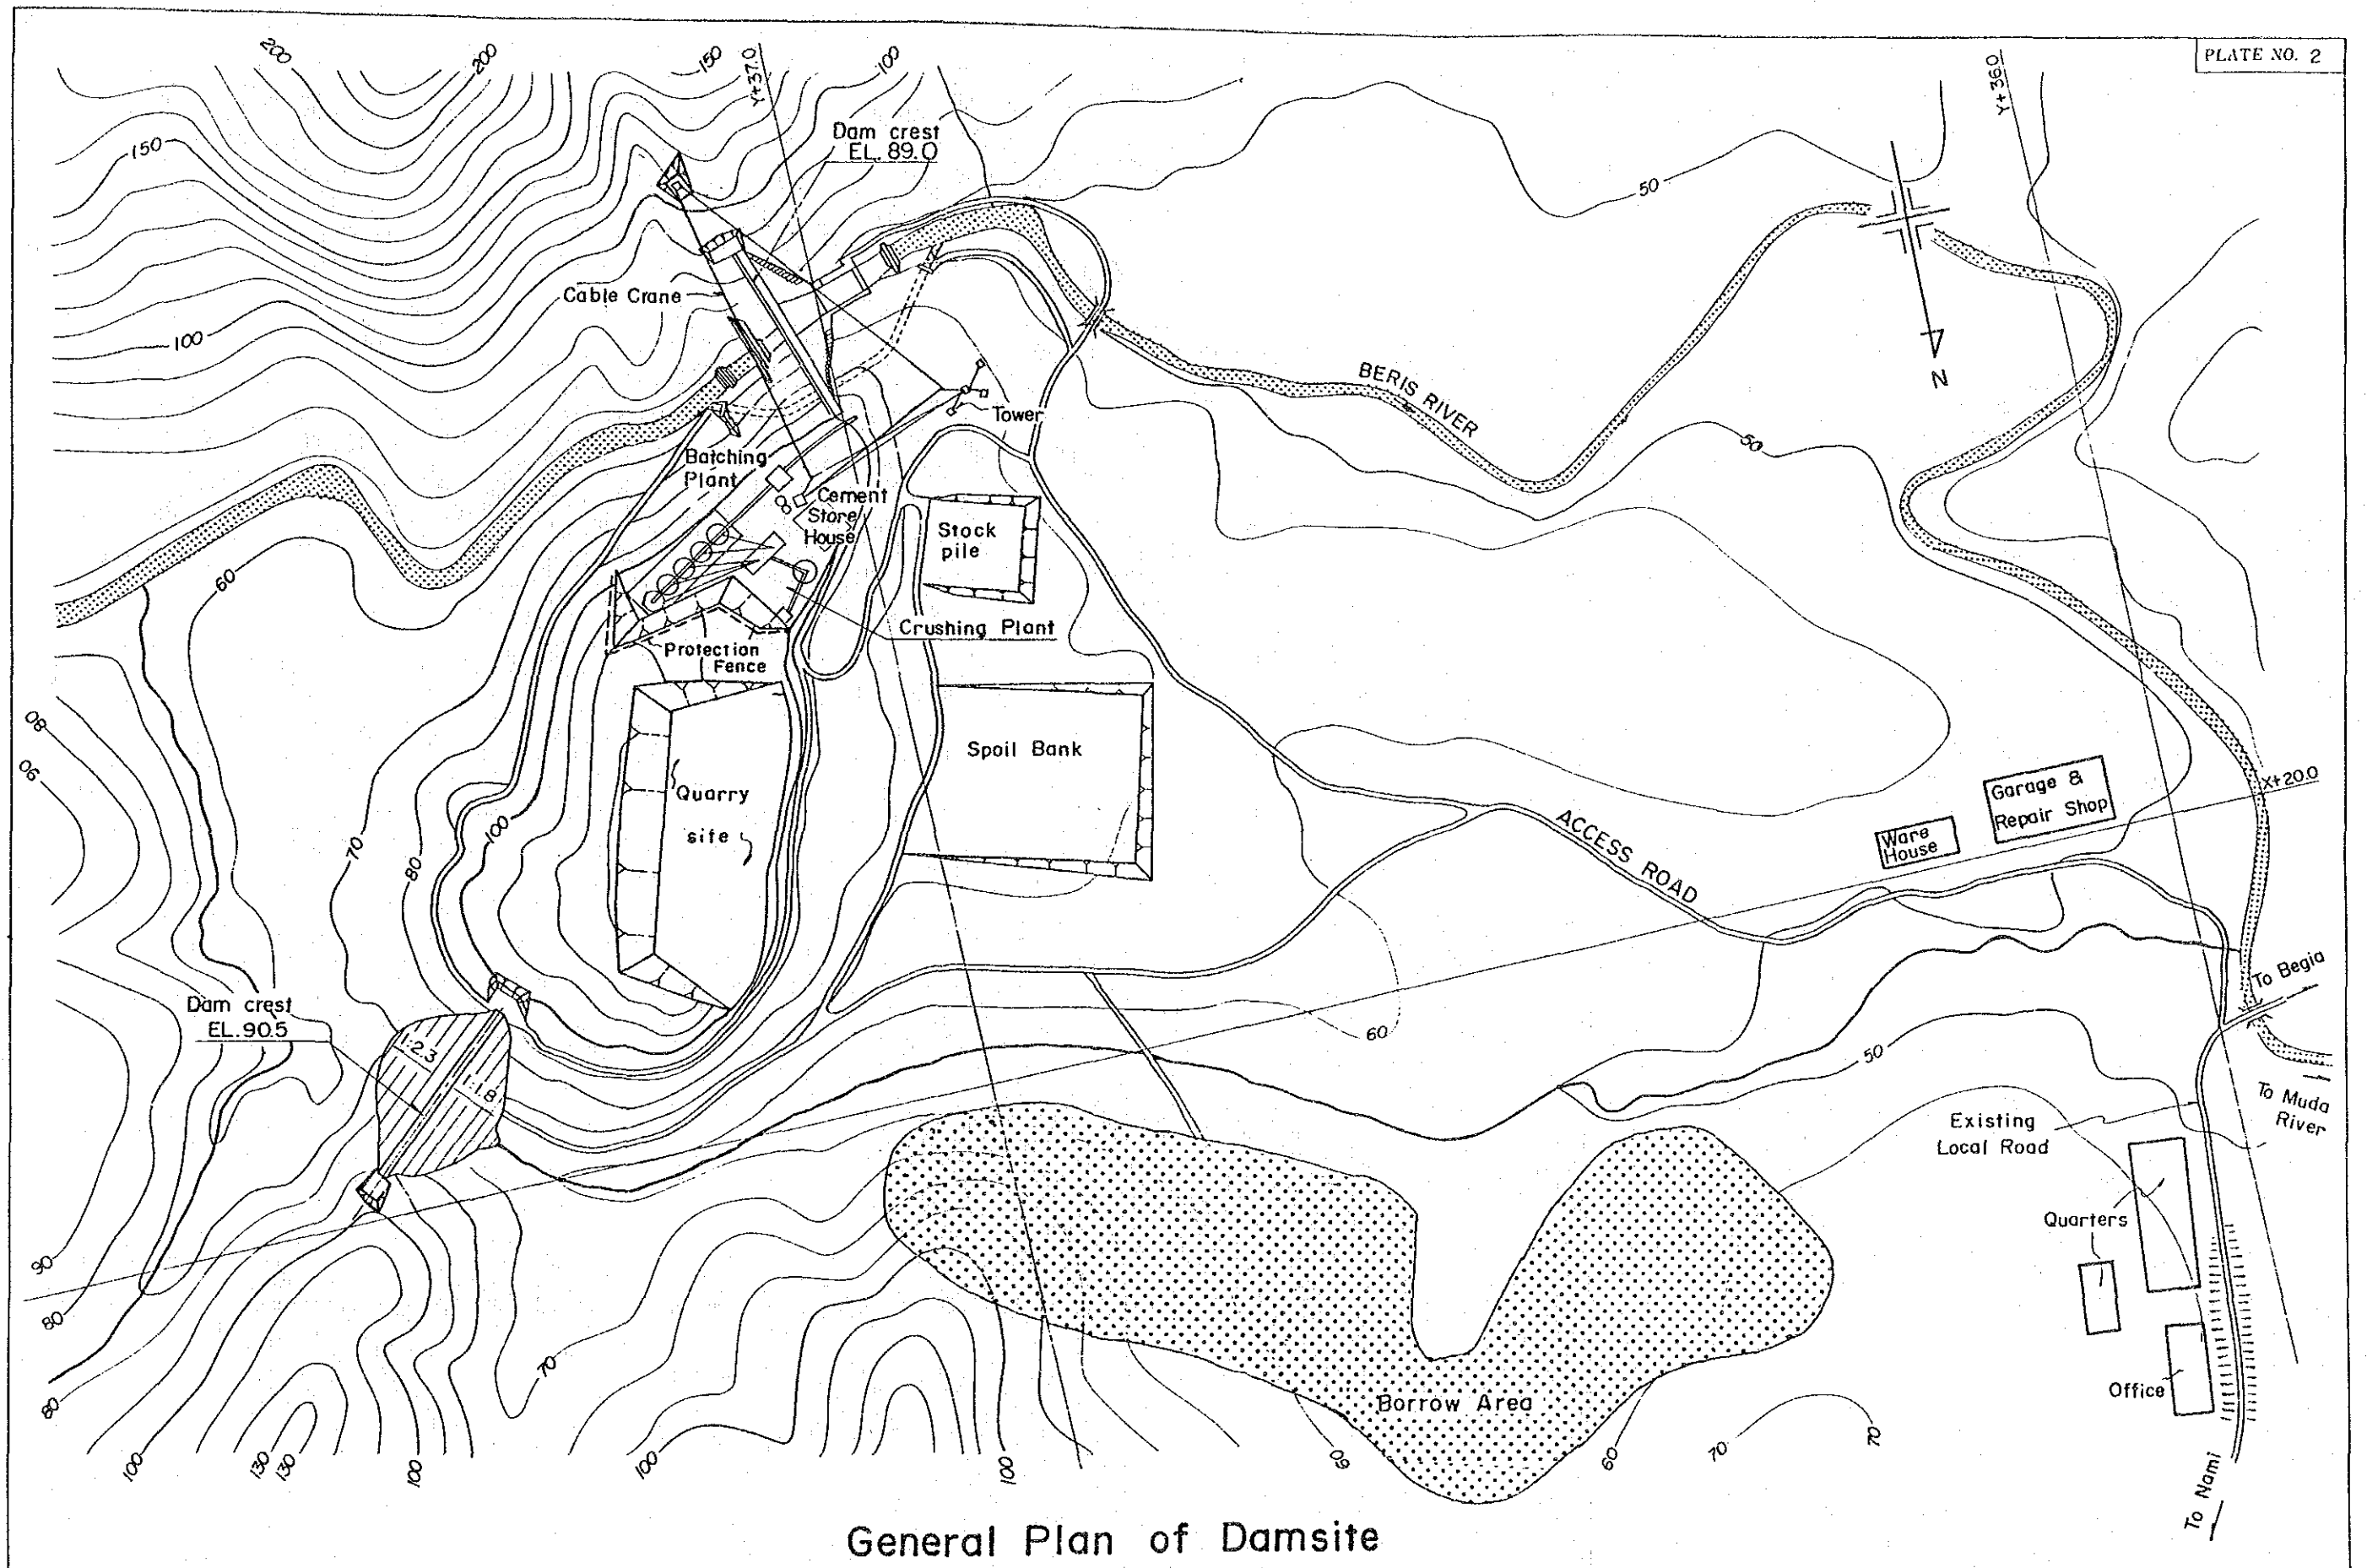 PLATE NO. 2
200
200
150
Y+37.0
100
Y+36.0
150
Dam crest
EL. 89.0
50
Cable Crane
100
N
BERIS RIVER
Tower
50
Batching
Plant
Cement
Store
House
Stock
pile
60
Crushing Plant
Protection
Fence
80
90
Spoil Bank
Quarry
site
X+20.0
Garage &
Repair Shop
Ware
House
ACCESS ROAD
100
70
80
To Begia
Dam crest
EL.90.5
1:2.3
1:1.8
60
50
To Muda
River
Existing
Local Road
Quarters
90
80
70
Office
Borrow Area
80
100
130
130
100
100
100
60
60
70
70
To Nami
General Plan of Damsite